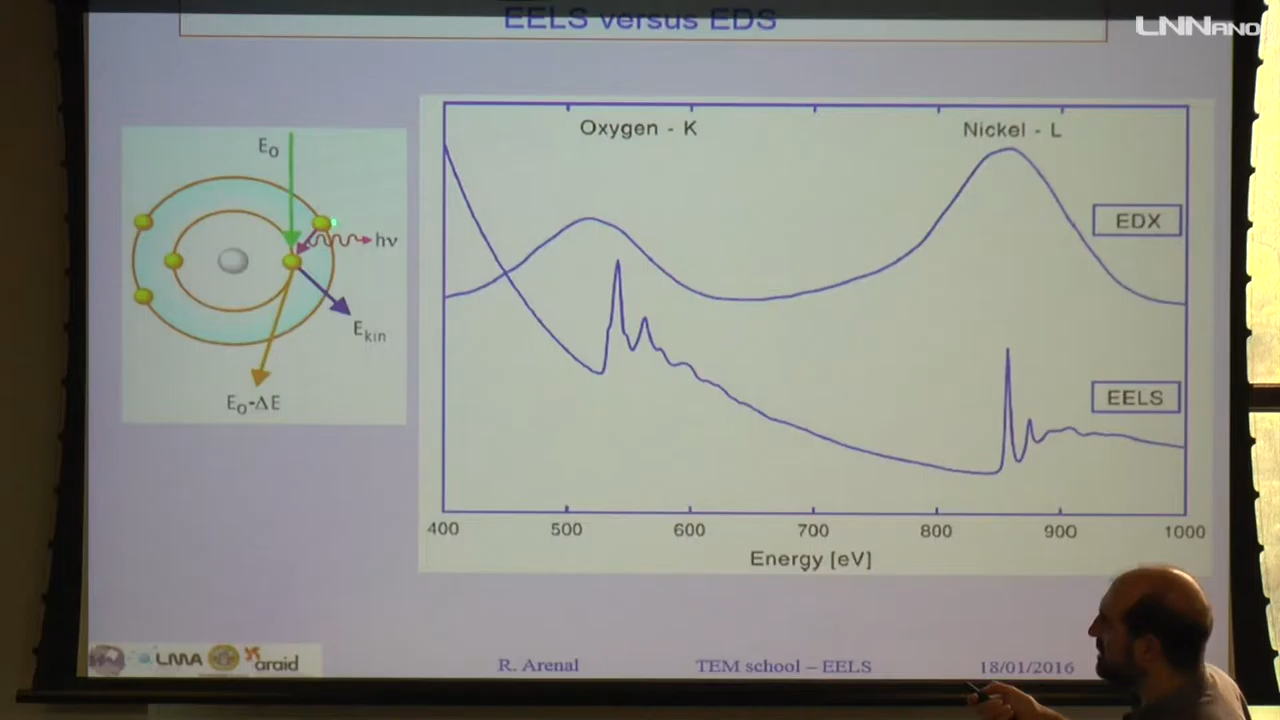 EELS versus EDS
LNNANO
Oxygen - K
Nickel - L
E0
hν
EDX
Ekin
E0-ΔE
EELS
400 500 600 700 800 900 1000
Energy [eV]
LMA
araid
R. Arenal
TEM school – EELS
18/01/2016